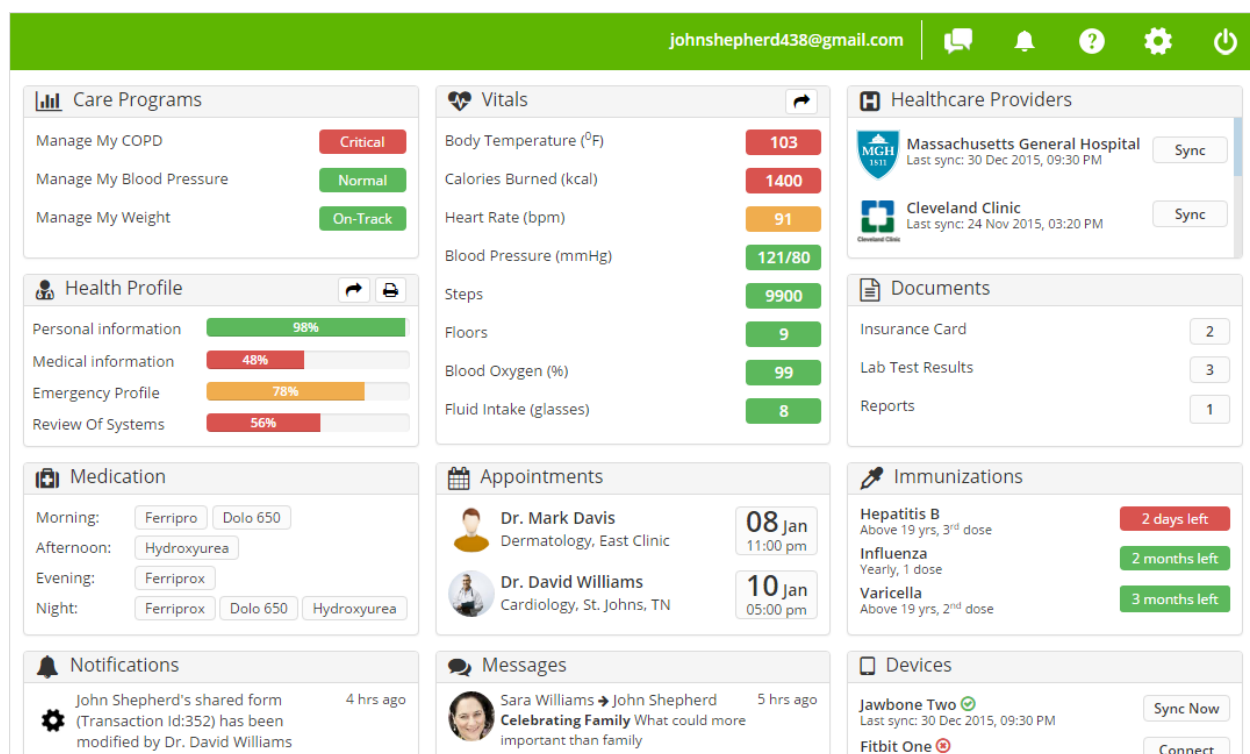 johnshepherd438@gmail.com
Care Programs
Manage My COPD Critical
Manage My Blood Pressure Normal
Manage My Weight On-Track
Health Profile
Personal information 98%
Medical information 48%
Emergency Profile 78%
Review Of Systems 56%
Vitals
Body Temperature (⁰F) 103
Calories Burned (kcal) 1400
Heart Rate (bpm) 91
Blood Pressure (mmHg) 121/80
Steps 9900
Floors 9
Blood Oxygen (%) 99
Fluid Intake (glasses) 8
Healthcare Providers
MGH
1811
Massachusetts General Hospital
Last sync: 30 Dec 2015, 09:30 PM
Sync
Cleveland Clinic
Cleveland Clinic
Last sync: 24 Nov 2015, 03:20 PM
Sync
Documents
Insurance Card 2
Lab Test Results 3
Reports 1
Medication
Morning: Ferripro Dolo 650
Afternoon: Hydroxyurea
Evening: Ferriprox
Night: Ferriprox Dolo 650 Hydroxyurea
Appointments
Dr. Mark Davis
Dermatology, East Clinic
08 Jan
11:00 pm
Dr. David Williams
Cardiology, St. Johns, TN
10 Jan
05:00 pm
Immunizations
Hepatitis B
Above 19 yrs, 3rd dose
2 days left
Influenza
Yearly, 1 dose
2 months left
Varicella
Above 19 yrs, 2nd dose
3 months left
Notifications
John Shepherd's shared form 4 hrs ago
(Transaction Id:352) has been
modified by Dr. David Williams
Messages
Sara Williams → John Shepherd 5 hrs ago
Celebrating Family What could more
important than family
Devices
Jawbone Two
Last sync: 30 Dec 2015, 09:30 PM
Sync Now
Fitbit One
Connect